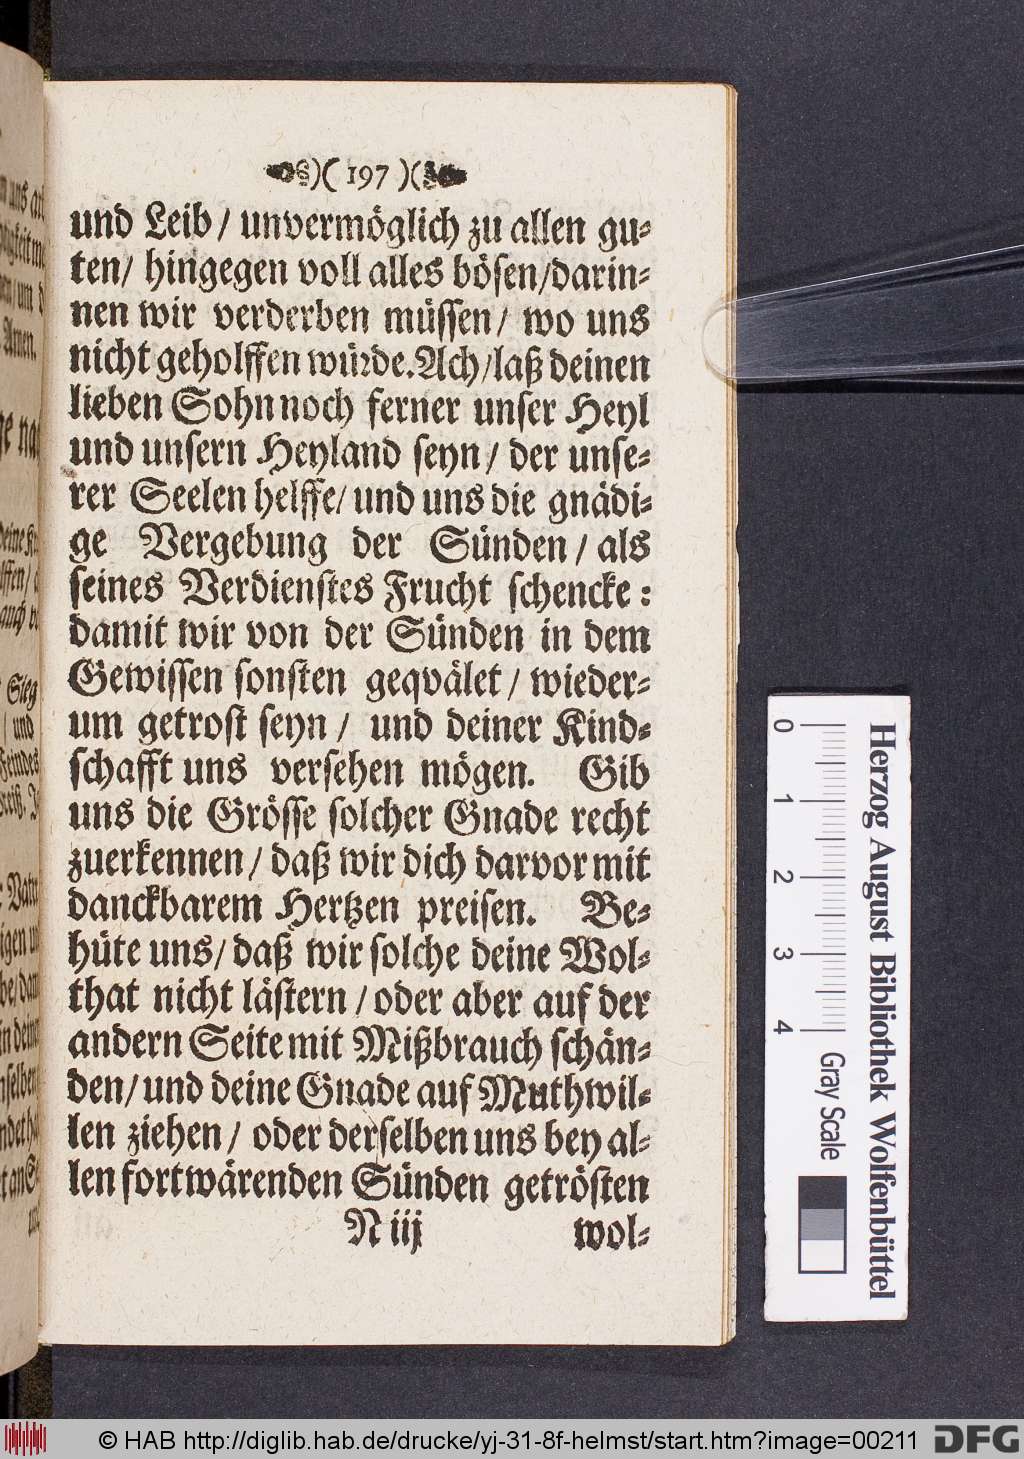 )( 197 )(
und Leib / unvermöglich zu allen gu-
ten/ hingegen voll alles bösen/darin-
nen wir verderben müssen/ wo uns
nicht geholffen würde. Ach/laß deinen
lieben Sohn noch ferner unser Heyl
und unsern Heyland seyn/ der unse-
rer Seelen helffe/ und uns die gnädi-
ge Vergebung der Sünden/ als
seines Verdienstes Frucht schencke:
damit wir von der Sünden in dem
Gewissen sonsten geqvälet/ wieder-
um getrost seyn/ und deiner Kind-
schafft uns versehen mögen. Gib
uns die Grösse solcher Gnade recht
zuerkennen/ daß wir dich darvor mit
danckbarem Hertzen preisen. Be-
hüte uns/ daß wir solche deine Wol-
that nicht lästern/oder aber auf der
andern Seite mit Mißbrauch schän-
den/und deine Gnade auf Muthwil-
len ziehen/ oder derselben uns bey al-
len fortwärenden Sünden getrösten
N iij wol-
0 1 2 3 4
Herzog August Bibliothek Wolfenbüttel
Gray Scale
© HAB http://diglib.hab.de/drucke/yj-31-8f-helmst/start.htm?image=00211
DFG